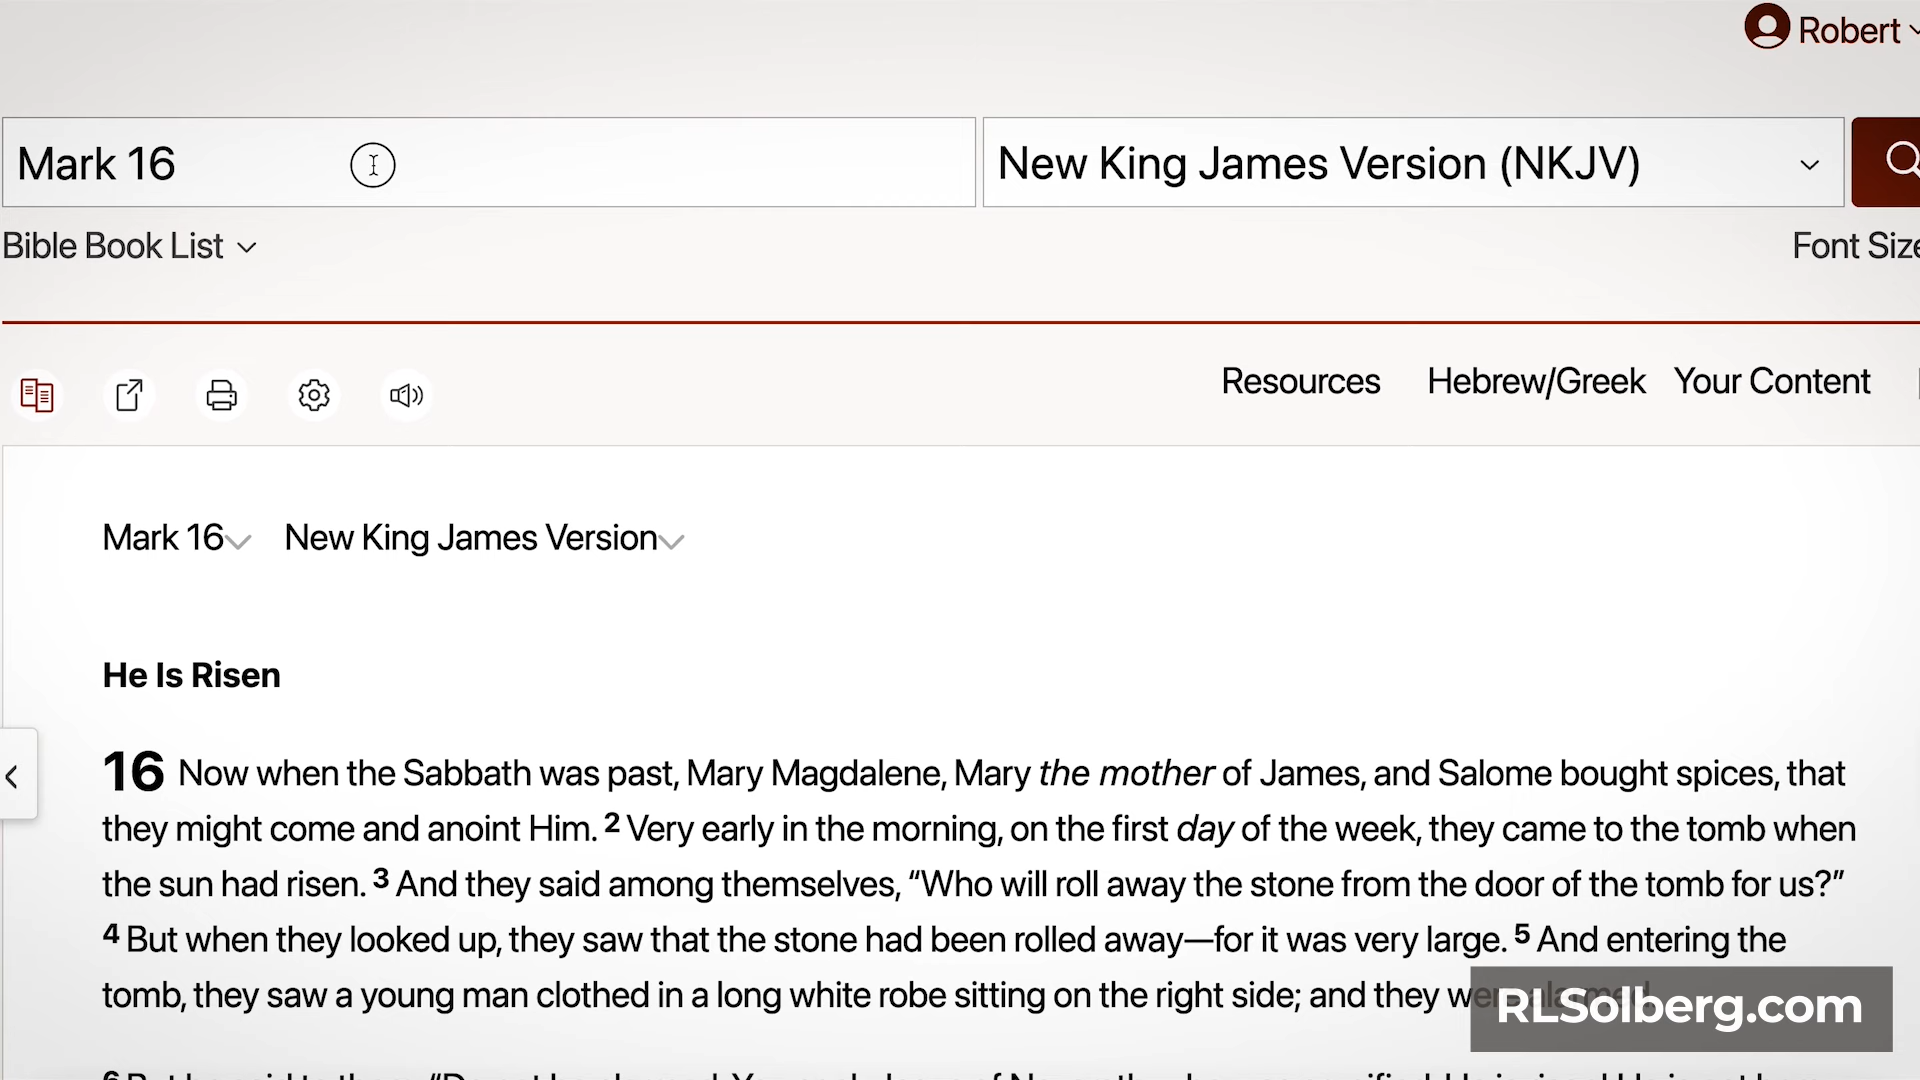 Robert
Mark 16
New King James Version (NKJV)
Bible Book List
Font Size
Resources Hebrew/Greek Your Content
Mark 16 New King James Version
He Is Risen
16 Now when the Sabbath was past, Mary Magdalene, Mary the mother of James, and Salome bought spices, that
they might come and anoint Him. 2 Very early in the morning, on the first day of the week, they came to the tomb when
the sun had risen. 3 And they said among themselves, “Who will roll away the stone from the door of the tomb for us?”
4 But when they looked up, they saw that the stone had been rolled away—for it was very large. 5 And entering the
tomb, they saw a young man clothed in a long white robe sitting on the right side; and they were alarmed.
RLSolberg.com